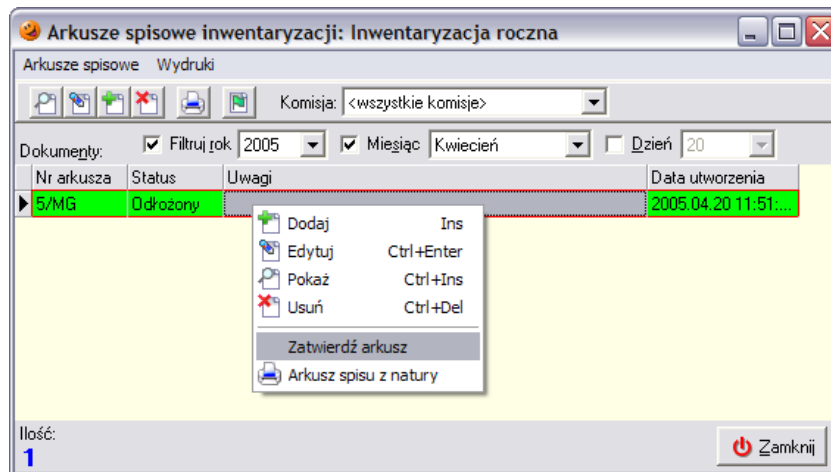 Arkusze spisowe inwentaryzacji: Inwentaryzacja roczna
Arkusze spisowe Wydruki
Komisja: <wszystkie komisje>
Dokumenty: Filtruj rok 2005 Miesiąc Kwiecień Dzień 20
Nr arkusza Status Uwagi Data utworzenia
5/MG Odłożony 2005.04.20 11:51:...
Dodaj Ins
Edytuj Ctrl+Enter
Pokaż Ctrl+Ins
Usuń Ctrl+Del
Zatwierdź arkusz
Arkusz spisu z natury
Ilość:
1
Zamknij